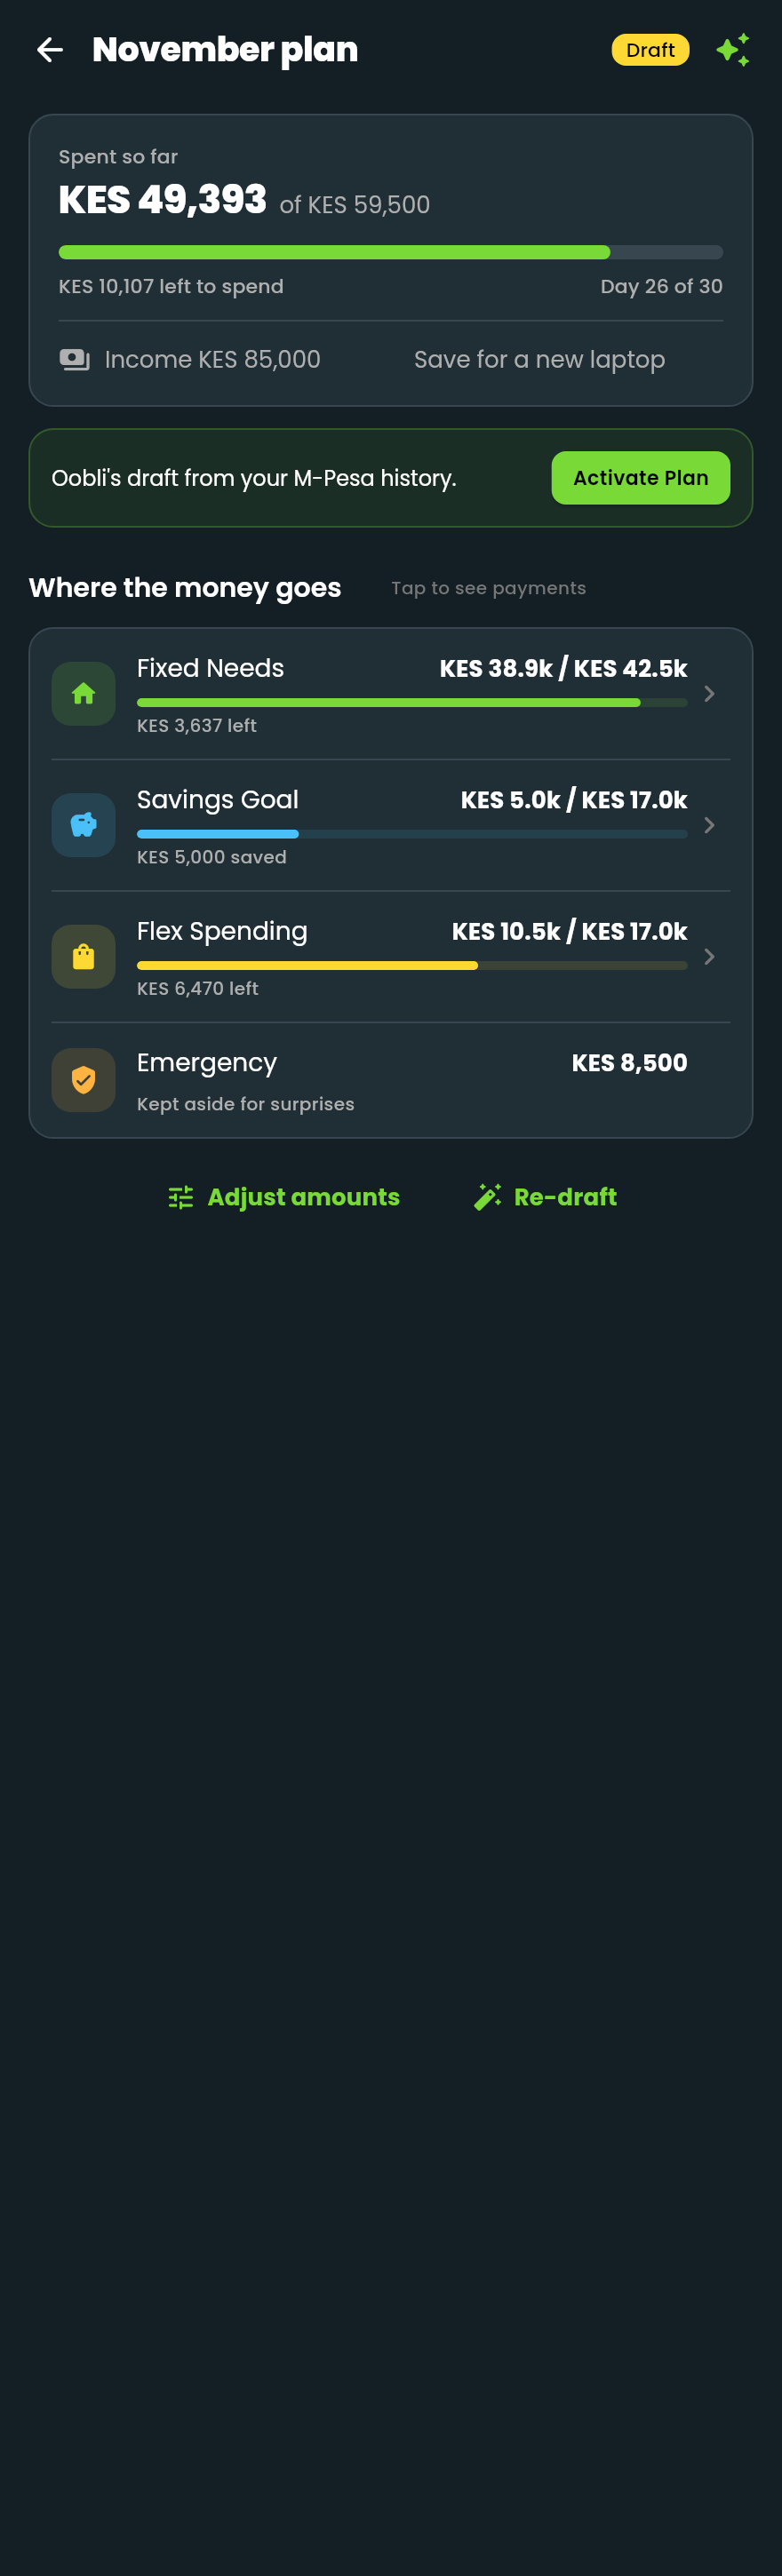 November plan
Draft
Spent so far
KES 49,393 of KES 59,500
KES 10,107 left to spend
Day 26 of 30
Income KES 85,000
Save for a new laptop
Oobli's draft from your M-Pesa history.
Activate Plan
Where the money goes
Tap to see payments
Fixed Needs
KES 38.9k / KES 42.5k
KES 3,637 left
Savings Goal
KES 5.0k / KES 17.0k
KES 5,000 saved
Flex Spending
KES 10.5k / KES 17.0k
KES 6,470 left
Emergency
KES 8,500
Kept aside for surprises
Adjust amounts
Re-draft